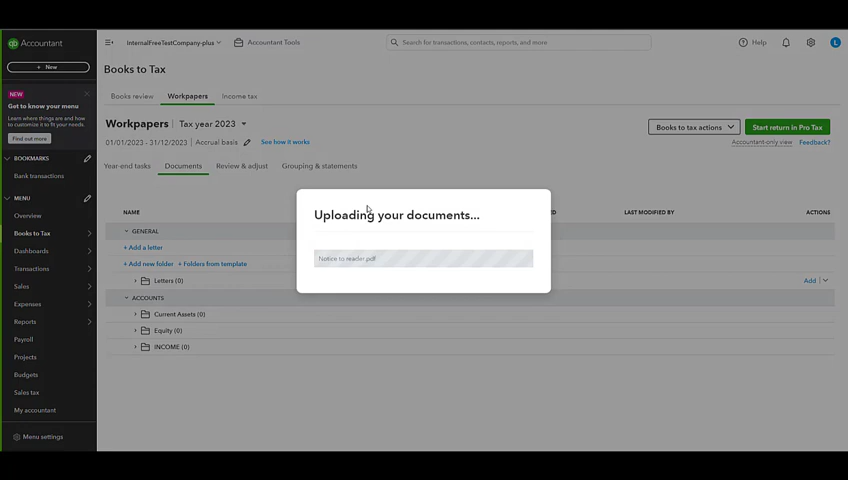 qb Accountant
InternalFreeTestCompany-plus
Accountant Tools
Search for transactions, contacts, reports, and more
Help
L
+ New
Books to Tax
NEW
Get to know your menu
Learn where things are and how
to customize it to fit your needs.
Find out more
Books review
Workpapers
Income tax
Workpapers | Tax year 2023
Books to tax actions
Start return in Pro Tax
01/01/2023 - 31/12/2023 | Accrual basis
See how it works
Accountant-only view
Feedback?
BOOKMARKS
Bank transactions
Year-end tasks
Documents
Review & adjust
Grouping & statements
MENU
Overview
Books to Tax
Dashboards
Transactions
Sales
Expenses
Reports
Payroll
Projects
Budgets
Sales tax
My accountant
Menu settings
Uploading your documents...
Notice to reader.pdf
NAME
LAST MODIFIED BY
ACTIONS
GENERAL
+ Add a letter
+ Add new folder
+ Folders from template
Letters (0)
Add
ACCOUNTS
Current Assets (0)
Equity (0)
INCOME (0)